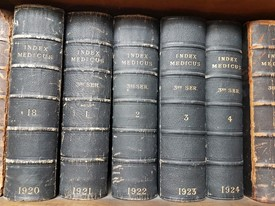 INDEX
MEDICUS
18
1920
INDEX
MEDICUS
3RD SER.
1
1921
INDEX
MEDICUS
3RD SER.
2
1922
INDEX
MEDICUS
3RD SER.
3
1923
INDEX
MEDICUS
3RD SER.
4
1924